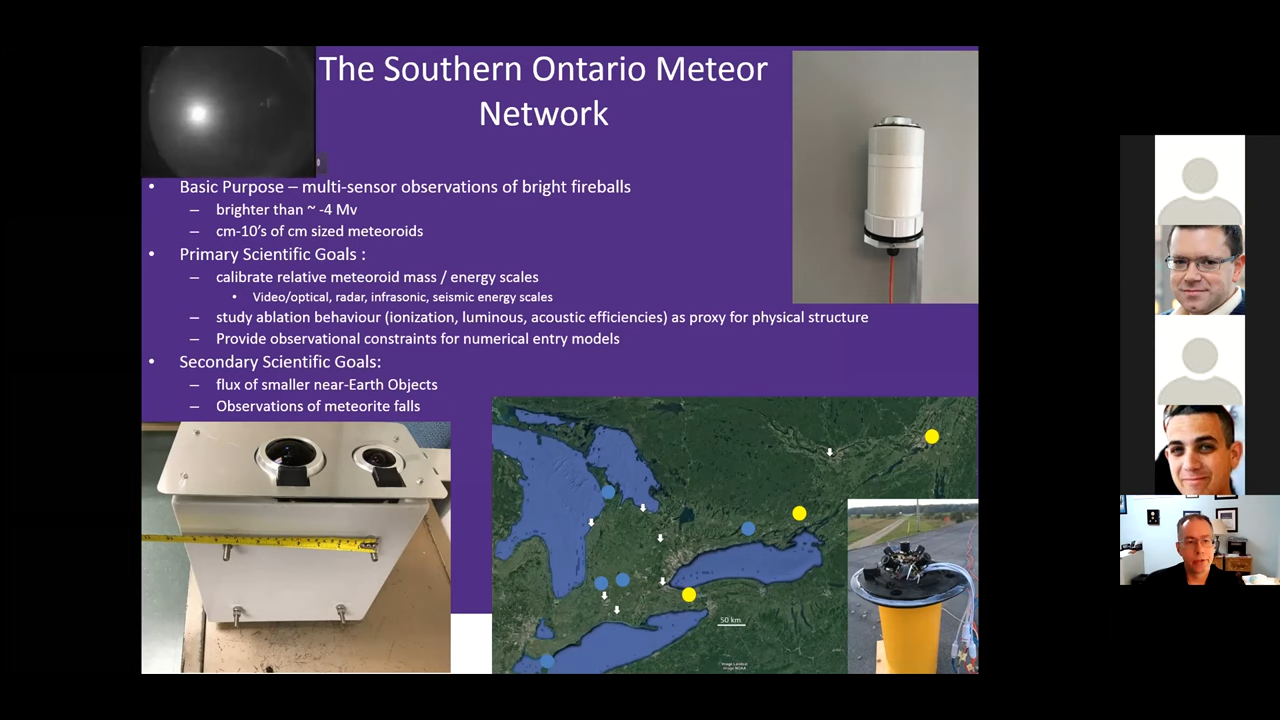 The Southern Ontario Meteor
Network
• Basic Purpose – multi-sensor observations of bright fireballs
– brighter than ~ -4 Mv
– cm-10's of cm sized meteoroids
• Primary Scientific Goals :
– calibrate relative meteoroid mass / energy scales
• Video/optical, radar, infrasonic, seismic energy scales
– study ablation behaviour (ionization, luminous, acoustic efficiencies) as proxy for physical structure
– Provide observational constraints for numerical entry models
• Secondary Scientific Goals:
– flux of smaller near-Earth Objects
– Observations of meteorite falls
50 km